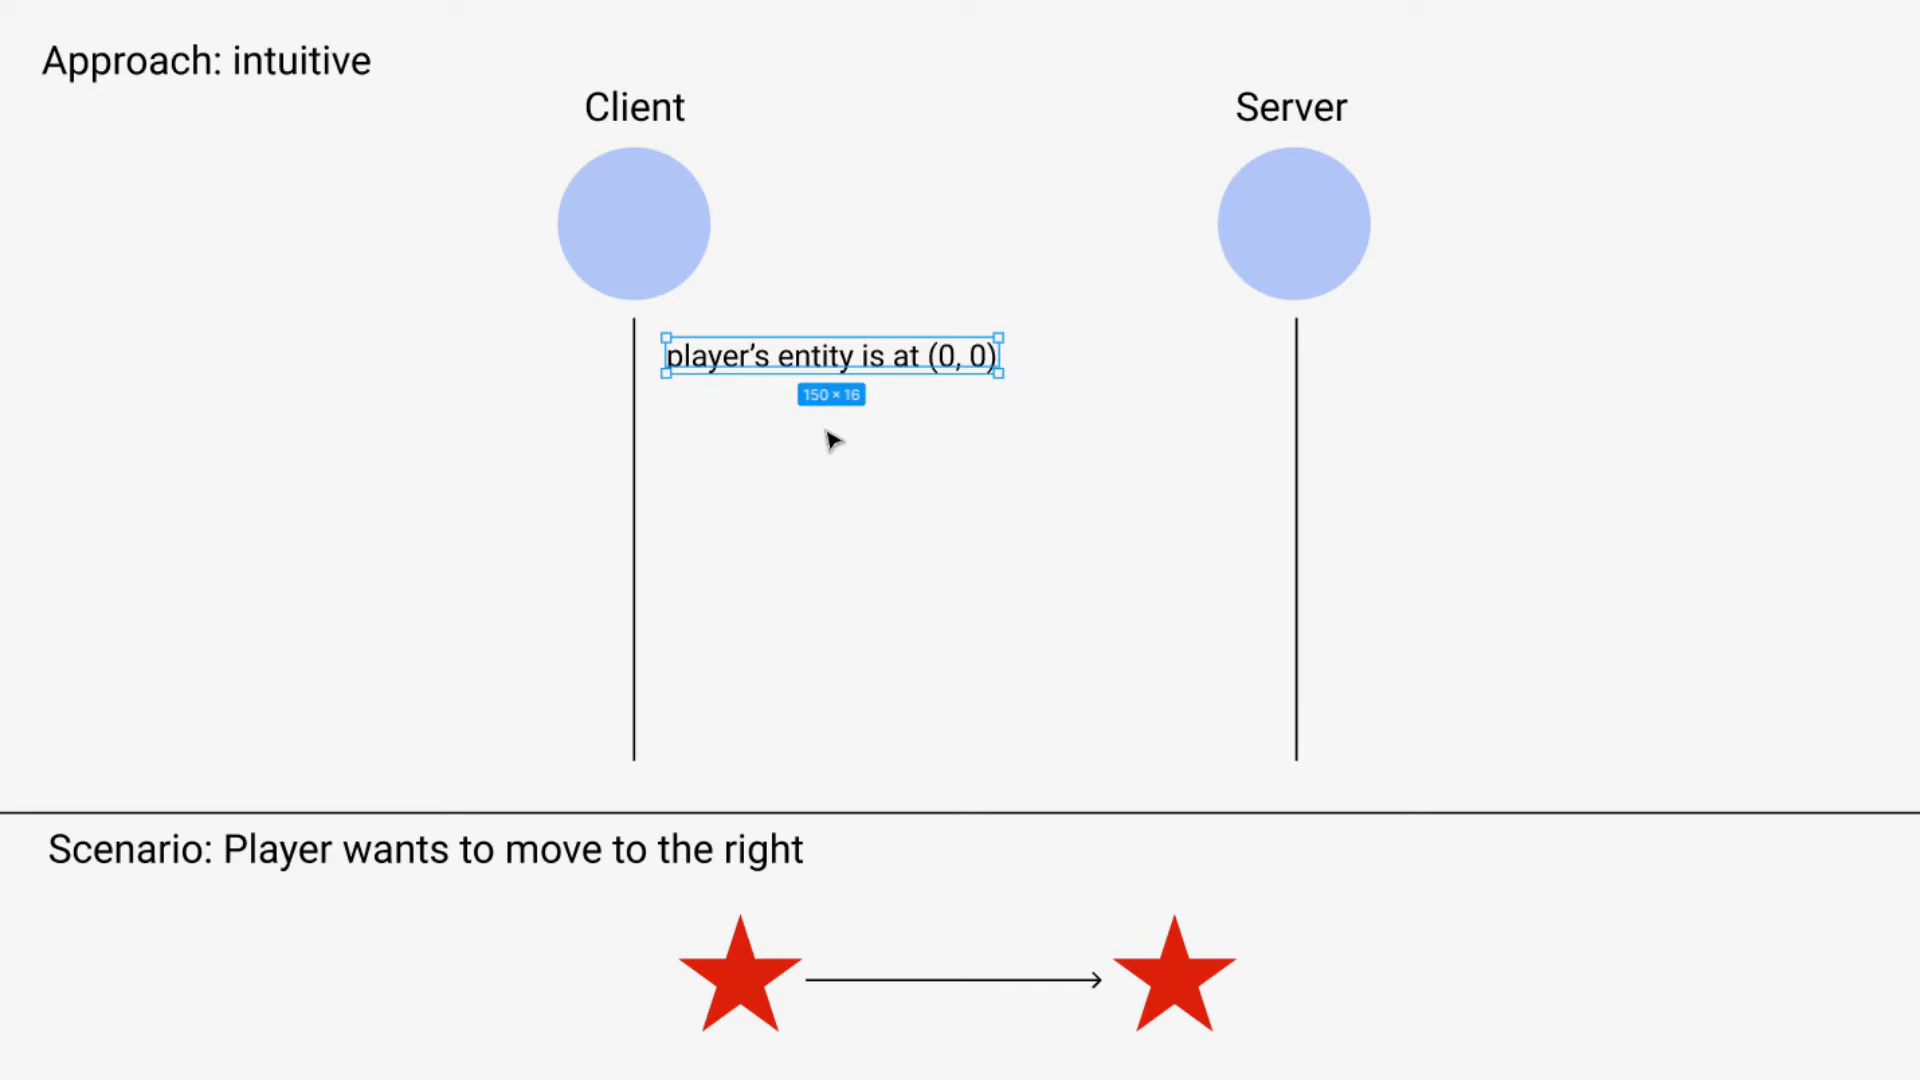 Approach: intuitive
Client
Server
player’s entity is at (0, 0)
150 × 16
Scenario: Player wants to move to the right